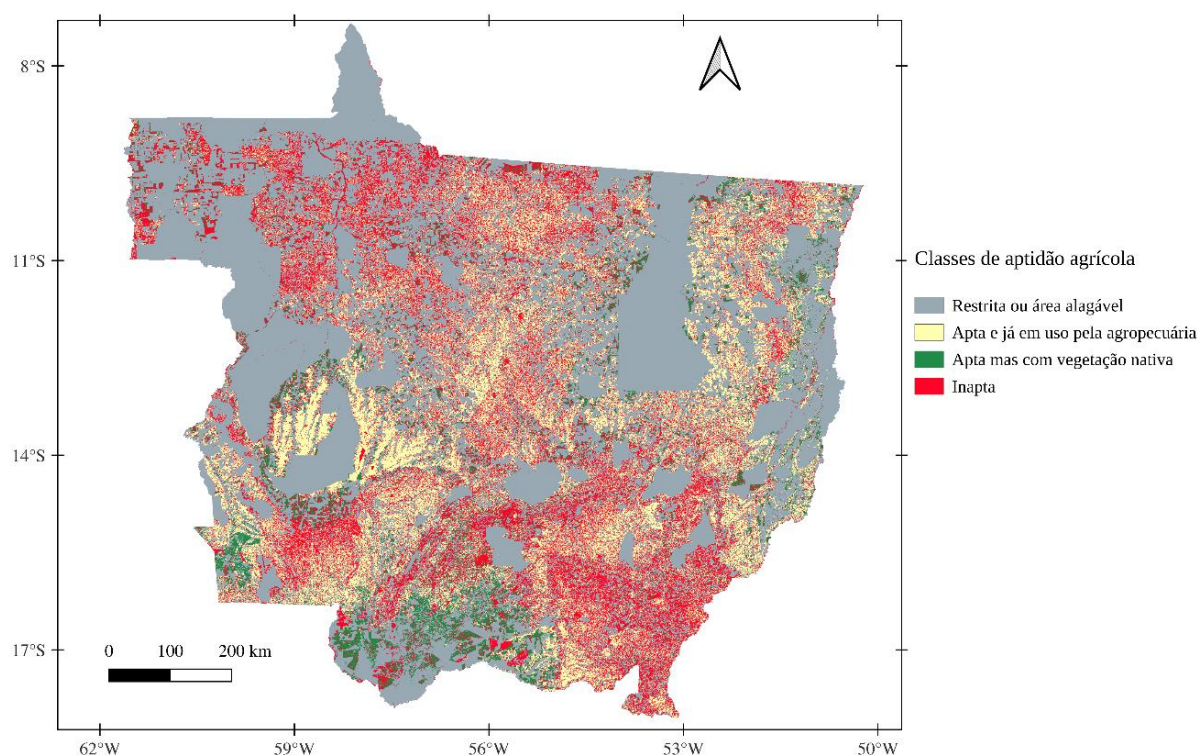 8°S
11°S
14°S
17°S
62°W
59°W
56°W
53°W
50°W
0 100 200 km
Classes de aptidão agrícola
Restrita ou área alagável
Apta e já em uso pela agropecuária
Apta mas com vegetação nativa
Inapta